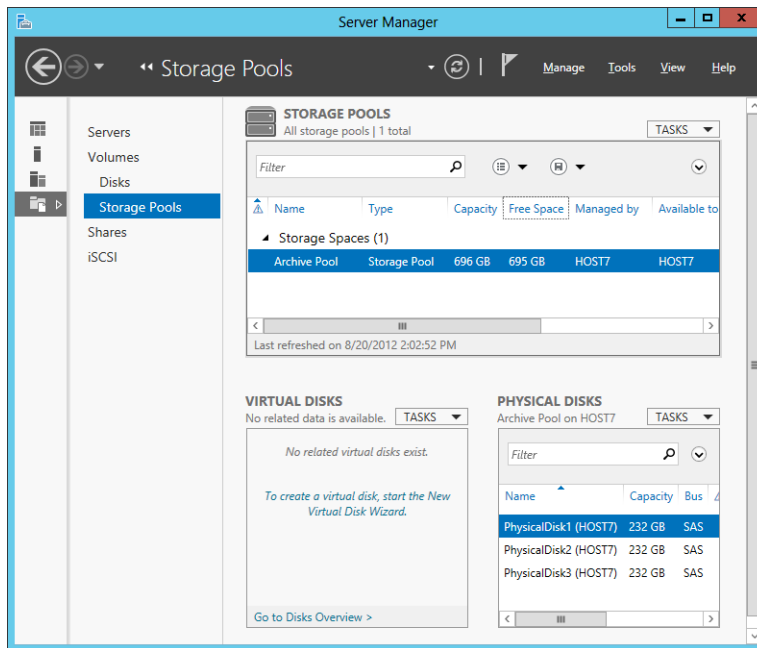 Server Manager
Storage Pools
Manage Tools View Help
Servers
Volumes
Disks
Storage Pools
Shares
iSCSI
STORAGE POOLS
All storage pools | 1 total
TASKS
Filter
Name Type Capacity Free Space Managed by Available to
Storage Spaces (1)
Archive Pool Storage Pool 696 GB 695 GB HOST7 HOST7
Last refreshed on 8/20/2012 2:02:52 PM
VIRTUAL DISKS
No related data is available. TASKS
No related virtual disks exist.
To create a virtual disk, start the New
Virtual Disk Wizard.
Go to Disks Overview >
PHYSICAL DISKS
Archive Pool on HOST7 TASKS
Filter
Name Capacity Bus
PhysicalDisk1 (HOST7) 232 GB SAS
PhysicalDisk2 (HOST7) 232 GB SAS
PhysicalDisk3 (HOST7) 232 GB SAS